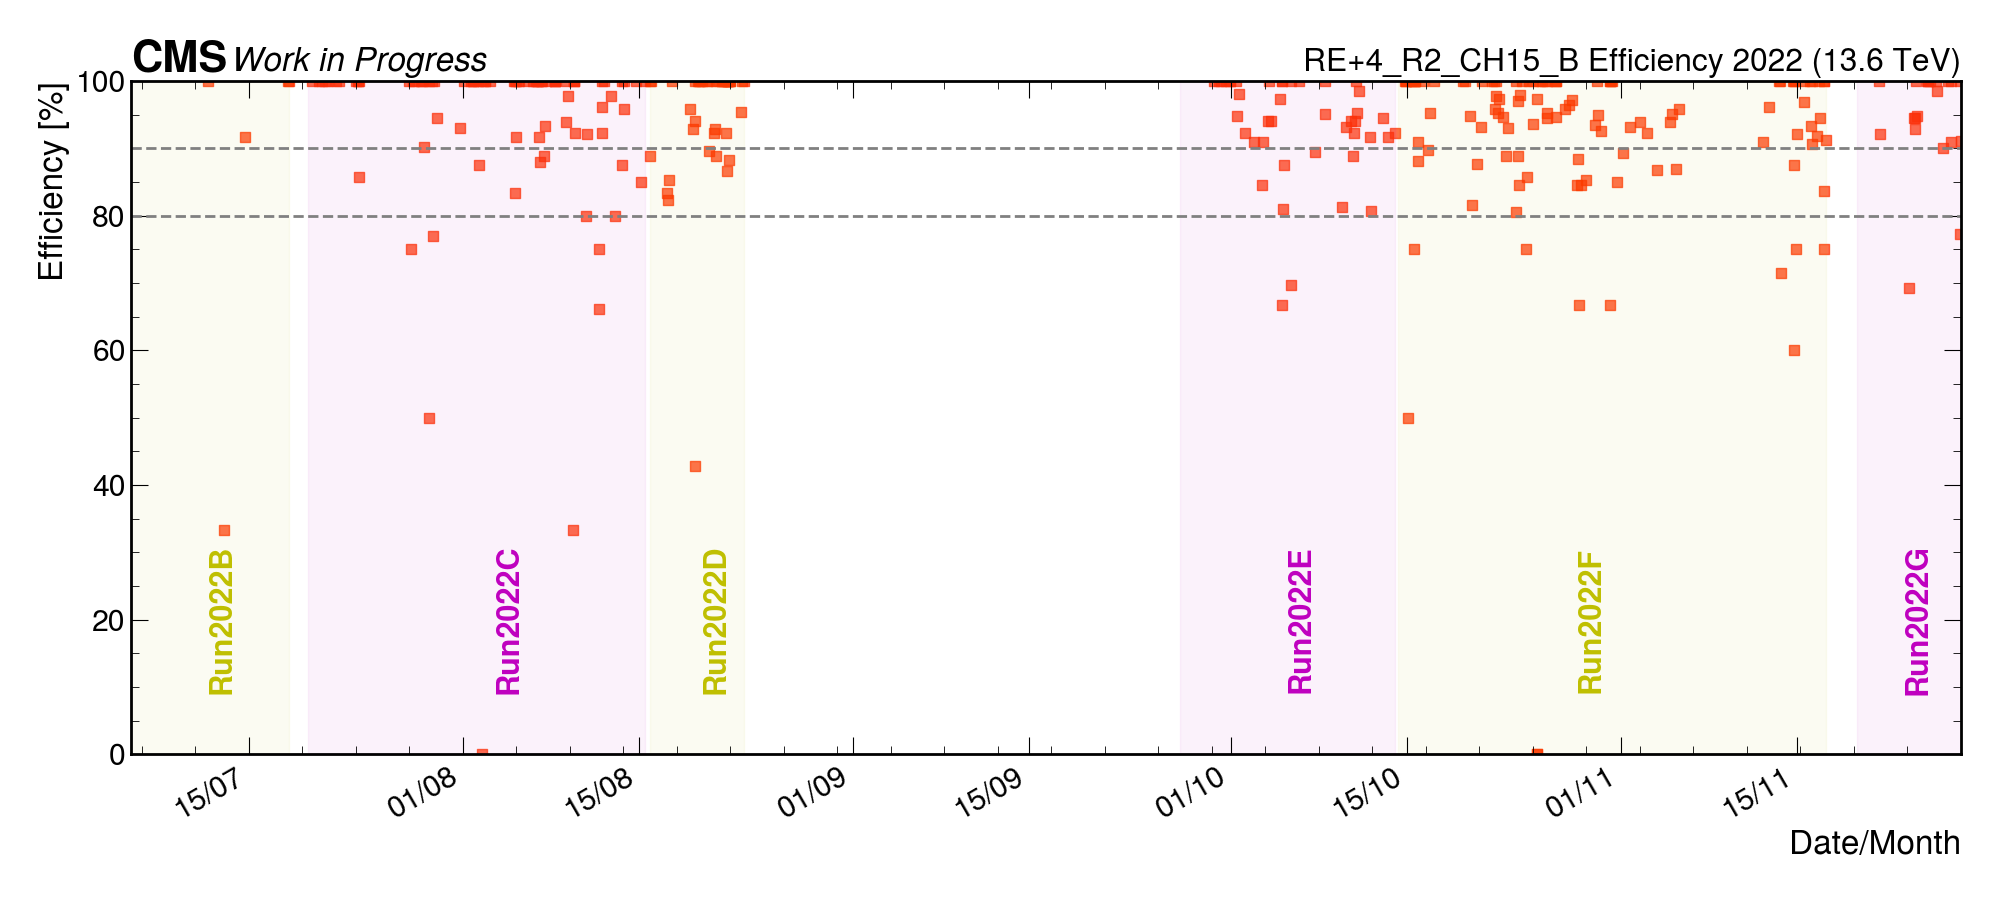 CMS Work in Progress
RE+4_R2_CH15_B Efficiency 2022 (13.6 TeV)
Efficiency [%]
100
80
60
40
20
0
Run2022B
Run2022C
Run2022D
Run2022E
Run2022F
Run2022G
15/07
01/08
15/08
01/09
15/09
01/10
15/10
01/11
15/11
Date/Month